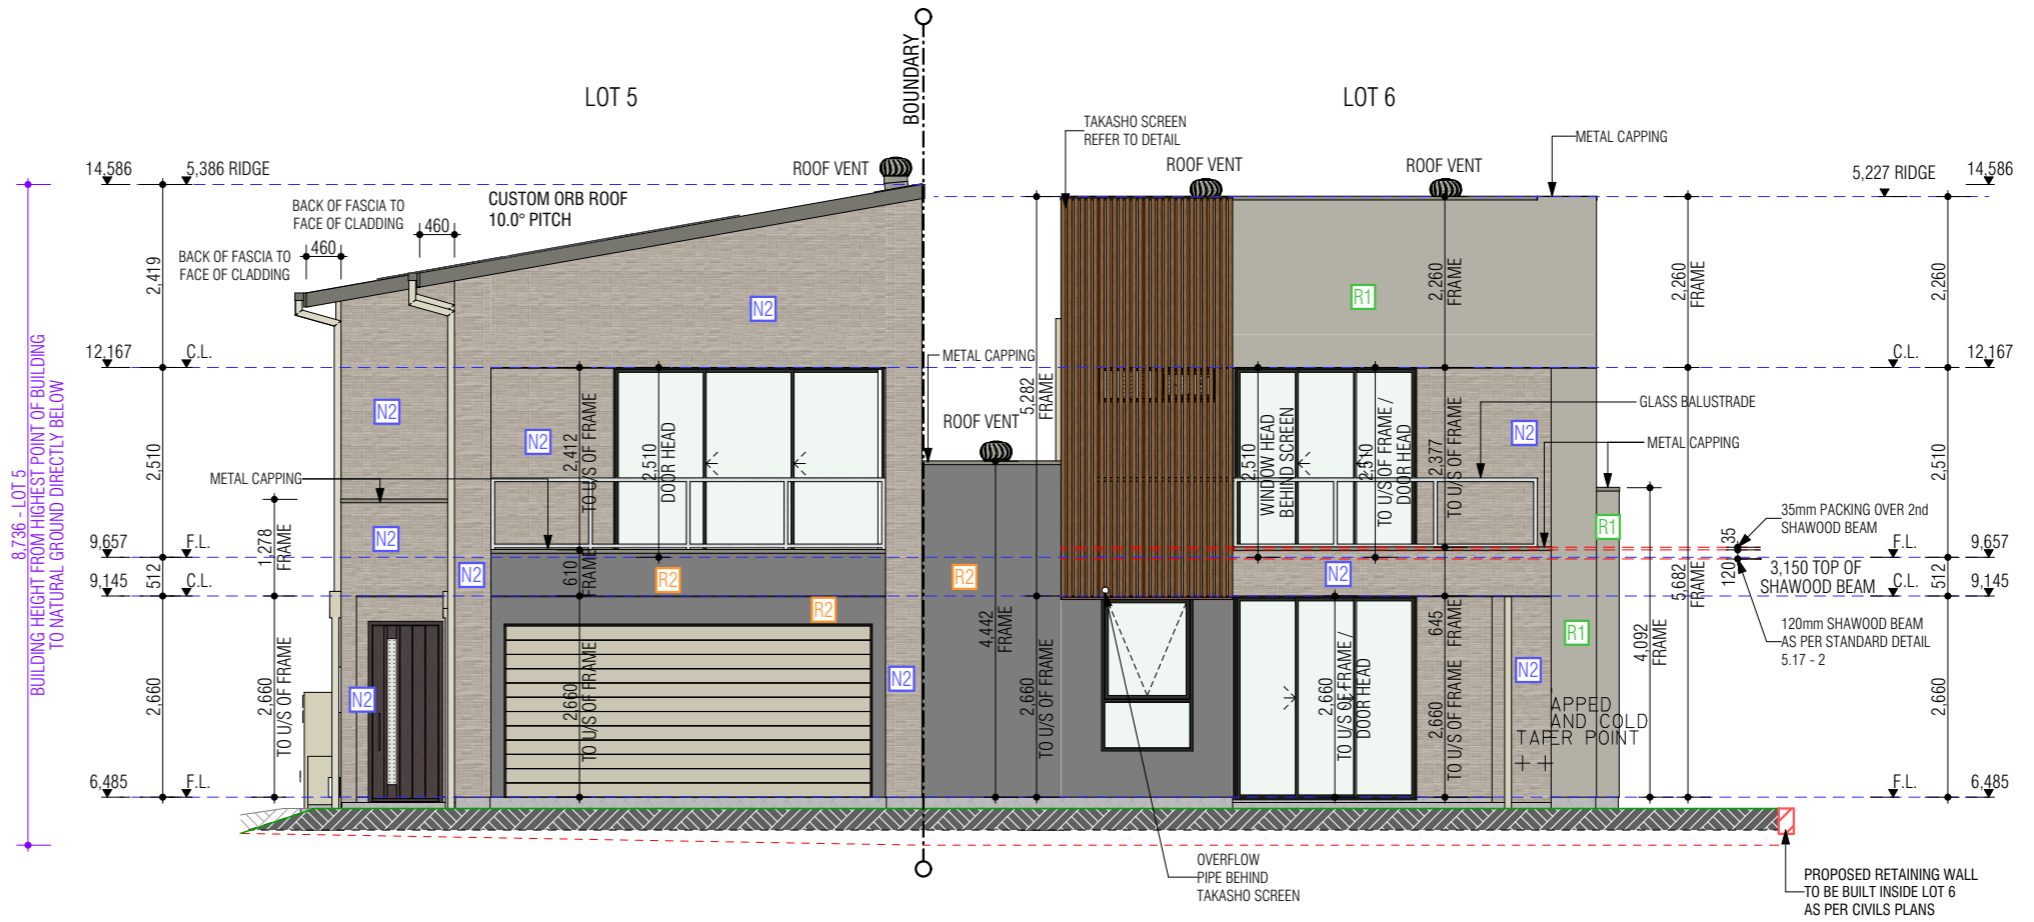 LOT 5
BOUNDARY
LOT 6
TAKASHO SCREEN
REFER TO DETAIL
METAL CAPPING
ROOF VENT
ROOF VENT
ROOF VENT
14,586
5,386 RIDGE
5,227 RIDGE
14,586
CUSTOM ORB ROOF
10.0° PITCH
BACK OF FASCIA TO
FACE OF CLADDING
460
BACK OF FASCIA TO
FACE OF CLADDING
460
2,419
2,260
FRAME
2,260
FRAME
2,260
N2
R1
12,167
C.L.
C.L.
12,167
METAL CAPPING
5,282
FRAME
ROOF VENT
N2
N2
2,412
TO U/S OF FRAME
2,510
DOOR HEAD
2,510
WINDOW HEAD
BEHIND SCREEN
2,510
TO U/S OF FRAME /
DOOR HEAD
2,377
TO U/S OF FRAME
N2
GLASS BALUSTRADE
METAL CAPPING
2,510
2,510
METAL CAPPING
8,736 - LOT 5
BUILDING HEIGHT FROM HIGHEST POINT OF BUILDING
TO NATURAL GROUND DIRECTLY BELOW
1,278
FRAME
N2
R1
35mm PACKING OVER 2nd
SHAWOOD BEAM
35
9,657
F.L.
F.L.
9,657
512
610
FRAME
N2
R2
R2
N2
5,682
FRAME
120
3,150 TOP OF
SHAWOOD BEAM
512
9,145
C.L.
C.L.
9,145
R2
645
FRAME
R1
4,092
FRAME
120mm SHAWOOD BEAM
AS PER STANDARD DETAIL
5.17 - 2
4,442
FRAME
2,660
2,660
TO U/S OF FRAME
N2
2,660
TO U/S OF FRAME
N2
2,660
TO U/S OF FRAME
2,660
TO U/S OF FRAME /
DOOR HEAD
2,660
TO U/S OF FRAME
N2
2,660
APPED
AND COLD
TAPER POINT
6,485
F.L.
F.L.
6,485
OVERFLOW
PIPE BEHIND
TAKASHO SCREEN
PROPOSED RETAINING WALL
TO BE BUILT INSIDE LOT 6
AS PER CIVILS PLANS